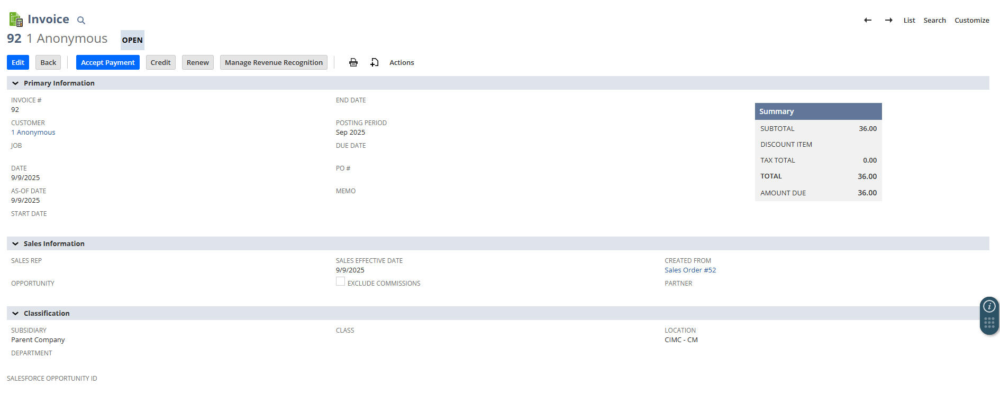 Invoice
List Search Customize
92 1 Anonymous OPEN
Edit Back Accept Payment Credit Renew Manage Revenue Recognition Actions
Primary Information
INVOICE #
92
CUSTOMER
1 Anonymous
JOB
DATE
9/9/2025
AS-OF DATE
9/9/2025
START DATE
END DATE
POSTING PERIOD
Sep 2025
DUE DATE
PO #
MEMO
Summary
SUBTOTAL 36.00
DISCOUNT ITEM
TAX TOTAL 0.00
TOTAL 36.00
AMOUNT DUE 36.00
Sales Information
SALES REP
OPPORTUNITY
SALES EFFECTIVE DATE
9/9/2025
EXCLUDE COMMISSIONS
CREATED FROM
Sales Order #52
PARTNER
Classification
SUBSIDIARY
Parent Company
DEPARTMENT
CLASS
LOCATION
CIMC - CM
SALESFORCE OPPORTUNITY ID